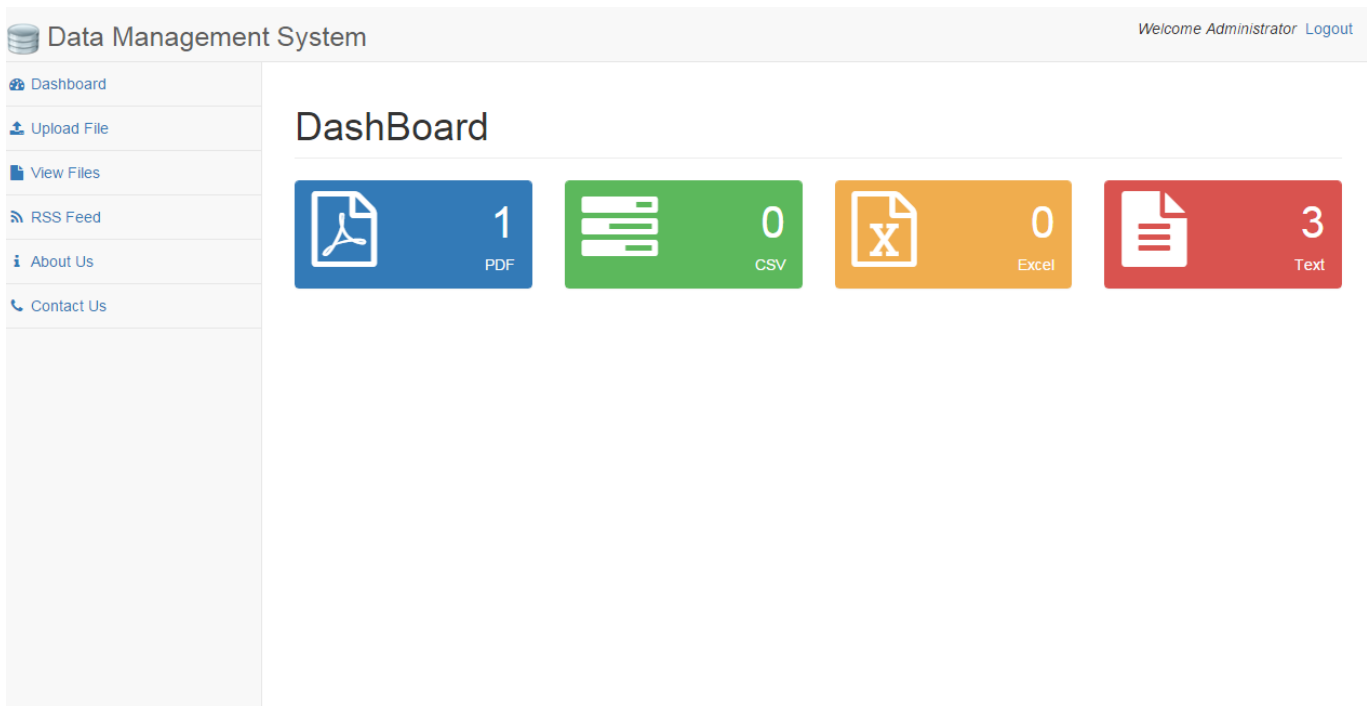 Data Management System
Welcome Administrator Logout
Dashboard
Upload File
View Files
RSS Feed
About Us
Contact Us
DashBoard
1
PDF
0
CSV
0
Excel
3
Text